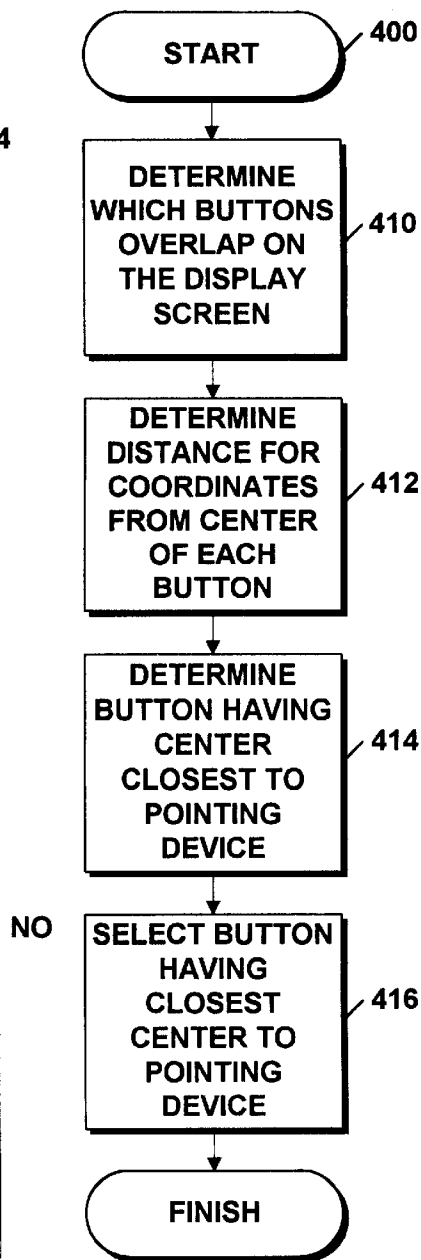 START
400
4
DETERMINE
WHICH BUTTONS
OVERLAP ON
THE DISPLAY
SCREEN
410
DETERMINE
DISTANCE FOR
COORDINATES
FROM CENTER
OF EACH
BUTTON
412
DETERMINE
BUTTON HAVING
CENTER
CLOSEST TO
POINTING
DEVICE
414
NO
SELECT BUTTON
HAVING
CLOSEST
CENTER TO
POINTING
DEVICE
416
FINISH